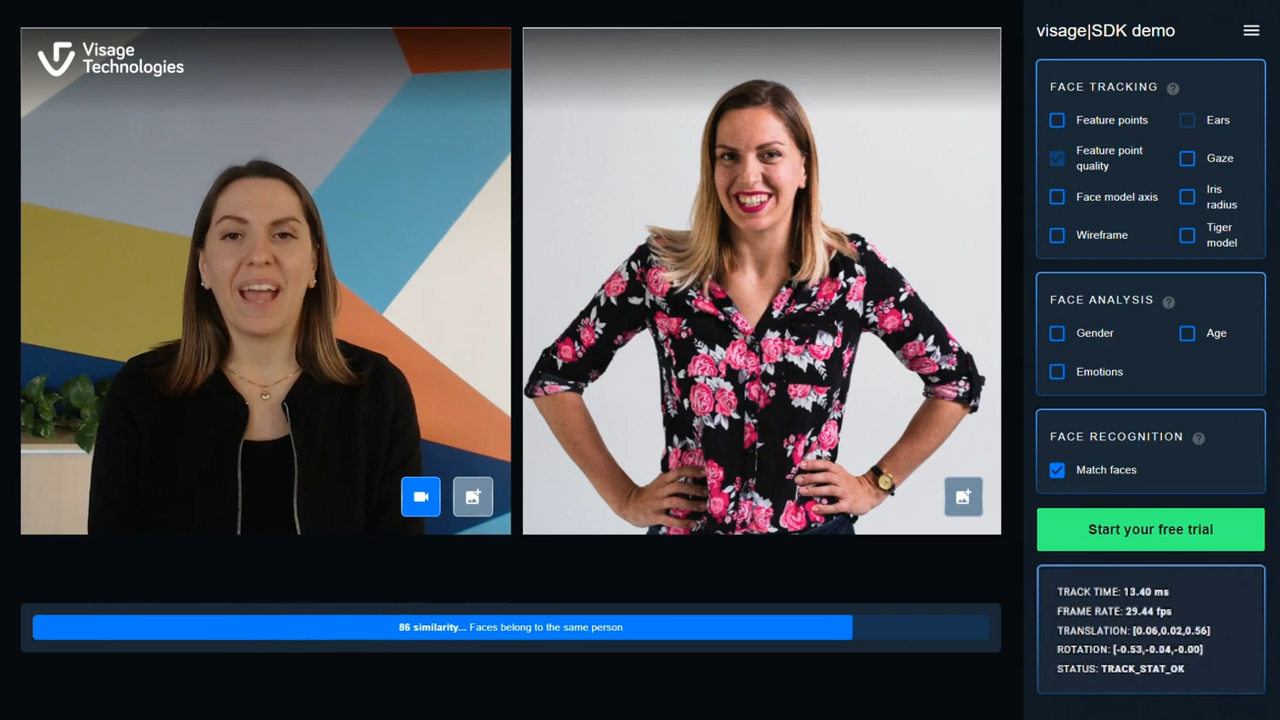 Visage
Technologies
86 similarity... Faces belong to the same person
visage|SDK demo
FACE TRACKING ?
Feature points
Ears
Feature point
quality
Gaze
Face model axis
Iris
radius
Wireframe
Tiger
model
FACE ANALYSIS ?
Gender
Age
Emotions
FACE RECOGNITION ?
Match faces
Start your free trial
TRACK TIME: 13.40 ms
FRAME RATE: 29.44 fps
TRANSLATION: [0.06,0.02,0.56]
ROTATION: [-0.53,-0.04,-0.00]
STATUS: TRACK_STAT_OK